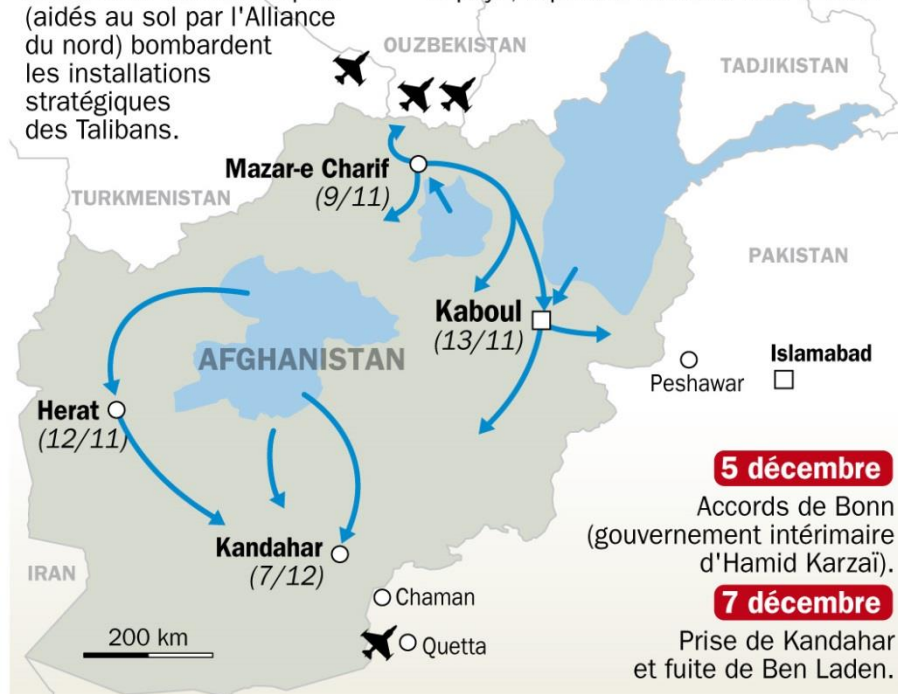 (aidés au sol par l'Alliance
du nord) bombardent
les installations
stratégiques
des Talibans.
OUZBEKISTAN
TADJIKISTAN
TURKMENISTAN
Mazar-e Charif
(9/11)
PAKISTAN
Kaboul
(13/11)
AFGHANISTAN
Peshawar
Islamabad
Herat
(12/11)
5 décembre
Accords de Bonn
(gouvernement intérimaire
d'Hamid Karzaï).
Kandahar
(7/12)
IRAN
Chaman
7 décembre
200 km
Quetta
Prise de Kandahar
et fuite de Ben Laden.